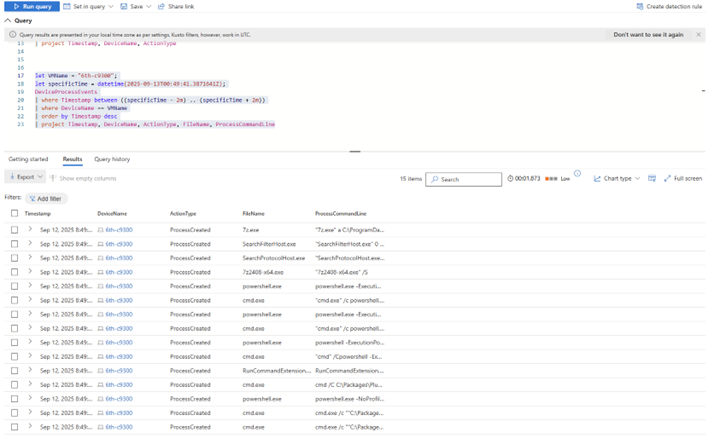 Run query Set in query Save Share link Create detection rule
Query
Query results are presented in your local time zone as per settings. Kusto filters, however, work in UTC. Don't want to see it again
13 | project Timestamp, DeviceName, ActionType
14
15
16
17 let VMName = "6th-c9300";
18 let specificTime = datetime(2025-09-13T00:49:41.3871641Z);
19 DeviceProcessEvents
20 | where Timestamp between ((specificTime - 2m) .. (specificTime + 2m))
21 | where DeviceName == VMName
22 | order by Timestamp desc
23 | project Timestamp, DeviceName, ActionType, FileName, ProcessCommandLine
Getting started Results Query history
Export Show empty columns 15 items Search 00:01.873 Low Chart type Full screen
Filters: Add filter
Timestamp DeviceName ActionType FileName ProcessCommandLine
Sep 12, 2025 8:49:... 6th-c9300 ProcessCreated 7z.exe "7z.exe" a C:\ProgramDa...
Sep 12, 2025 8:49:... 6th-c9300 ProcessCreated SearchFilterHost.exe "SearchFilterHost.exe" 0 ...
Sep 12, 2025 8:49:... 6th-c9300 ProcessCreated SearchProtocolHost.exe "SearchProtocolHost.exe...
Sep 12, 2025 8:49:... 6th-c9300 ProcessCreated 7z2408-x64.exe "7z2408-x64.exe" /S
Sep 12, 2025 8:49:... 6th-c9300 ProcessCreated powershell.exe powershell.exe -Executi...
Sep 12, 2025 8:49:... 6th-c9300 ProcessCreated cmd.exe "cmd.exe" /c powershell...
Sep 12, 2025 8:49:... 6th-c9300 ProcessCreated powershell.exe powershell.exe -Executi...
Sep 12, 2025 8:49:... 6th-c9300 ProcessCreated cmd.exe "cmd.exe" /c powershell...
Sep 12, 2025 8:49:... 6th-c9300 ProcessCreated powershell.exe powershell -ExecutionPo...
Sep 12, 2025 8:49:... 6th-c9300 ProcessCreated cmd.exe "cmd" /Cpowershell -Ex...
Sep 12, 2025 8:49:... 6th-c9300 ProcessCreated RunCommandExtension.... RunCommandExtension....
Sep 12, 2025 8:49:... 6th-c9300 ProcessCreated cmd.exe cmd /C C:\Packages\Plu...
Sep 12, 2025 8:49:... 6th-c9300 ProcessCreated powershell.exe powershell.exe -NoProfil...
Sep 12, 2025 8:49:... 6th-c9300 ProcessCreated cmd.exe cmd.exe /c ""C:\Package...
Sep 12, 2025 8:49:... 6th-c9300 ProcessCreated cmd.exe cmd.exe /c ""C:\Package...